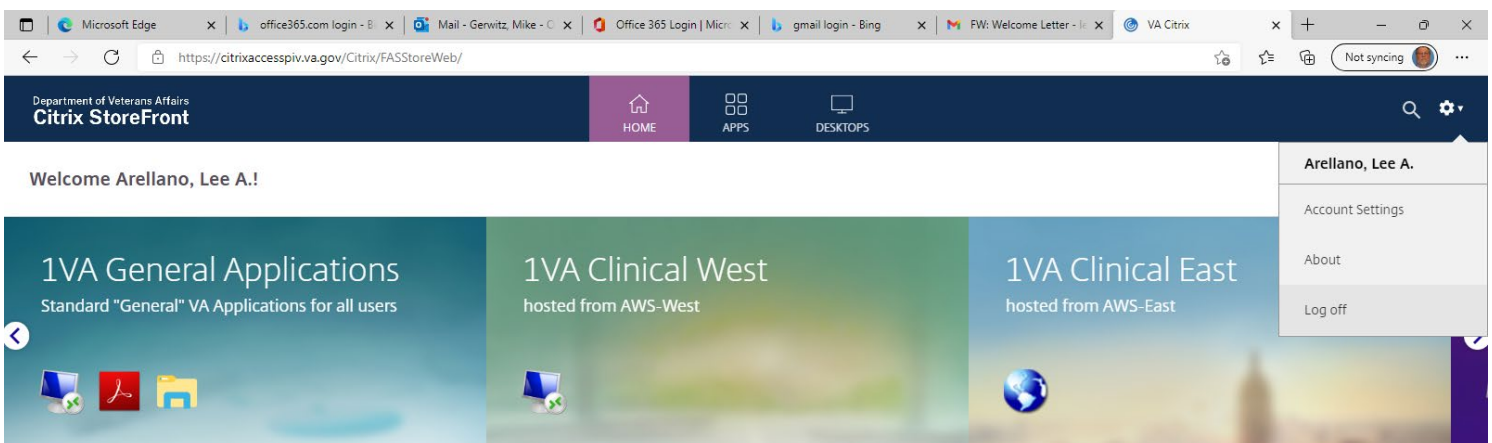 Microsoft Edge
office365.com login - B
Mail - Gerwitz, Mike - O
Office 365 Login | Micro
gmail login - Bing
FW: Welcome Letter - le
VA Citrix
https://citrixaccesspiv.va.gov/Citrix/FASStoreWeb/
Not syncing
Department of Veterans Affairs
Citrix StoreFront
HOME
APPS
DESKTOPS
Welcome Arellano, Lee A.!
Arellano, Lee A.
Account Settings
About
Log off
1VA General Applications
Standard "General" VA Applications for all users
1VA Clinical West
hosted from AWS-West
1VA Clinical East
hosted from AWS-East